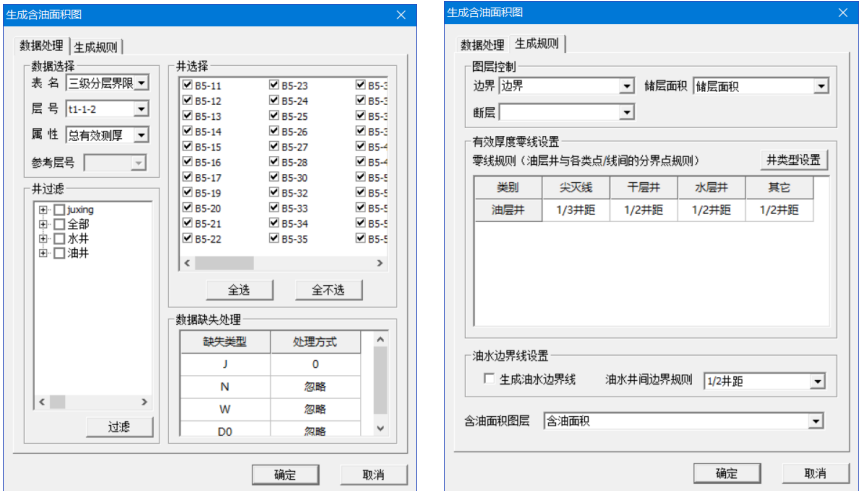 生成含油面积图
数据处理 生成规则
数据选择
表 名 三级分层界限
层 号 t1-1-2
属 性 总有效测厚
参考层号
井过滤
juxing
全部
水井
油井
过滤
井选择
B5-11 B5-23
B5-12 B5-24
B5-13 B5-25
B5-14 B5-26
B5-15 B5-27
B5-16 B5-28
B5-17 B5-30
B5-19 B5-32
B5-20 B5-33
B5-21 B5-34
B5-22 B5-35
全选 全不选
数据缺失处理
缺失类型 处理方式
J 0
N 忽略
W 忽略
D0 忽略
确定 取消
生成含油面积图
数据处理 生成规则
图层控制
边界 边界 储层面积 储层面积
断层
有效厚度零线设置
零线规则（油层井与各类点/线间的分界点规则） 井类型设置
类别 尖灭线 干层井 水层井 其它
油层井 1/3井距 1/2井距 1/2井距 1/2井距
油水边界线设置
生成油水边界线 油水井间边界规则 1/2井距
含油面积图层 含油面积
确定 取消